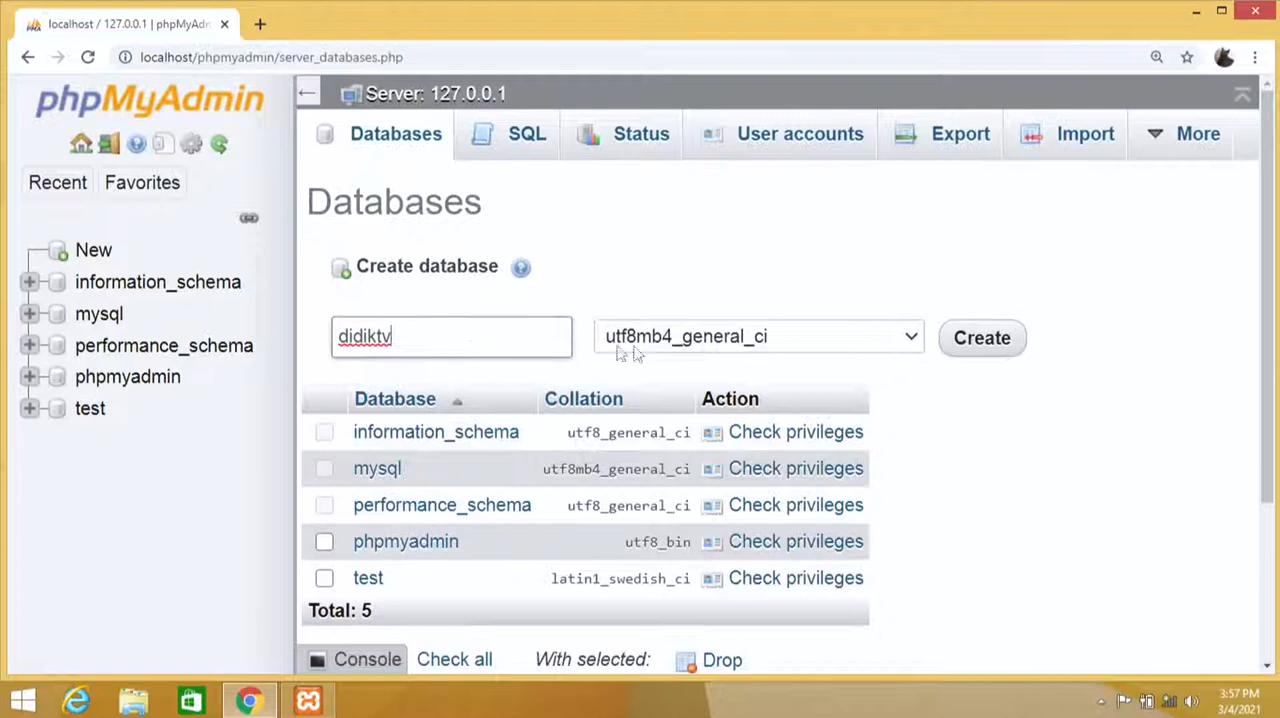 localhost / 127.0.0.1 | phpMyAdn
localhost/phpmyadmin/server_databases.php
phpMyAdmin
Recent Favorites
New
information_schema
mysql
performance_schema
phpmyadmin
test
Server: 127.0.0.1
Databases SQL Status User accounts Export Import More
Databases
Create database
didiktv utf8mb4_general_ci Create
Database Collation Action
information_schema utf8_general_ci Check privileges
mysql utf8mb4_general_ci Check privileges
performance_schema utf8_general_ci Check privileges
phpmyadmin utf8_bin Check privileges
test latin1_swedish_ci Check privileges
Total: 5
Console Check all With selected: Drop
3:57 PM
3/4/2021